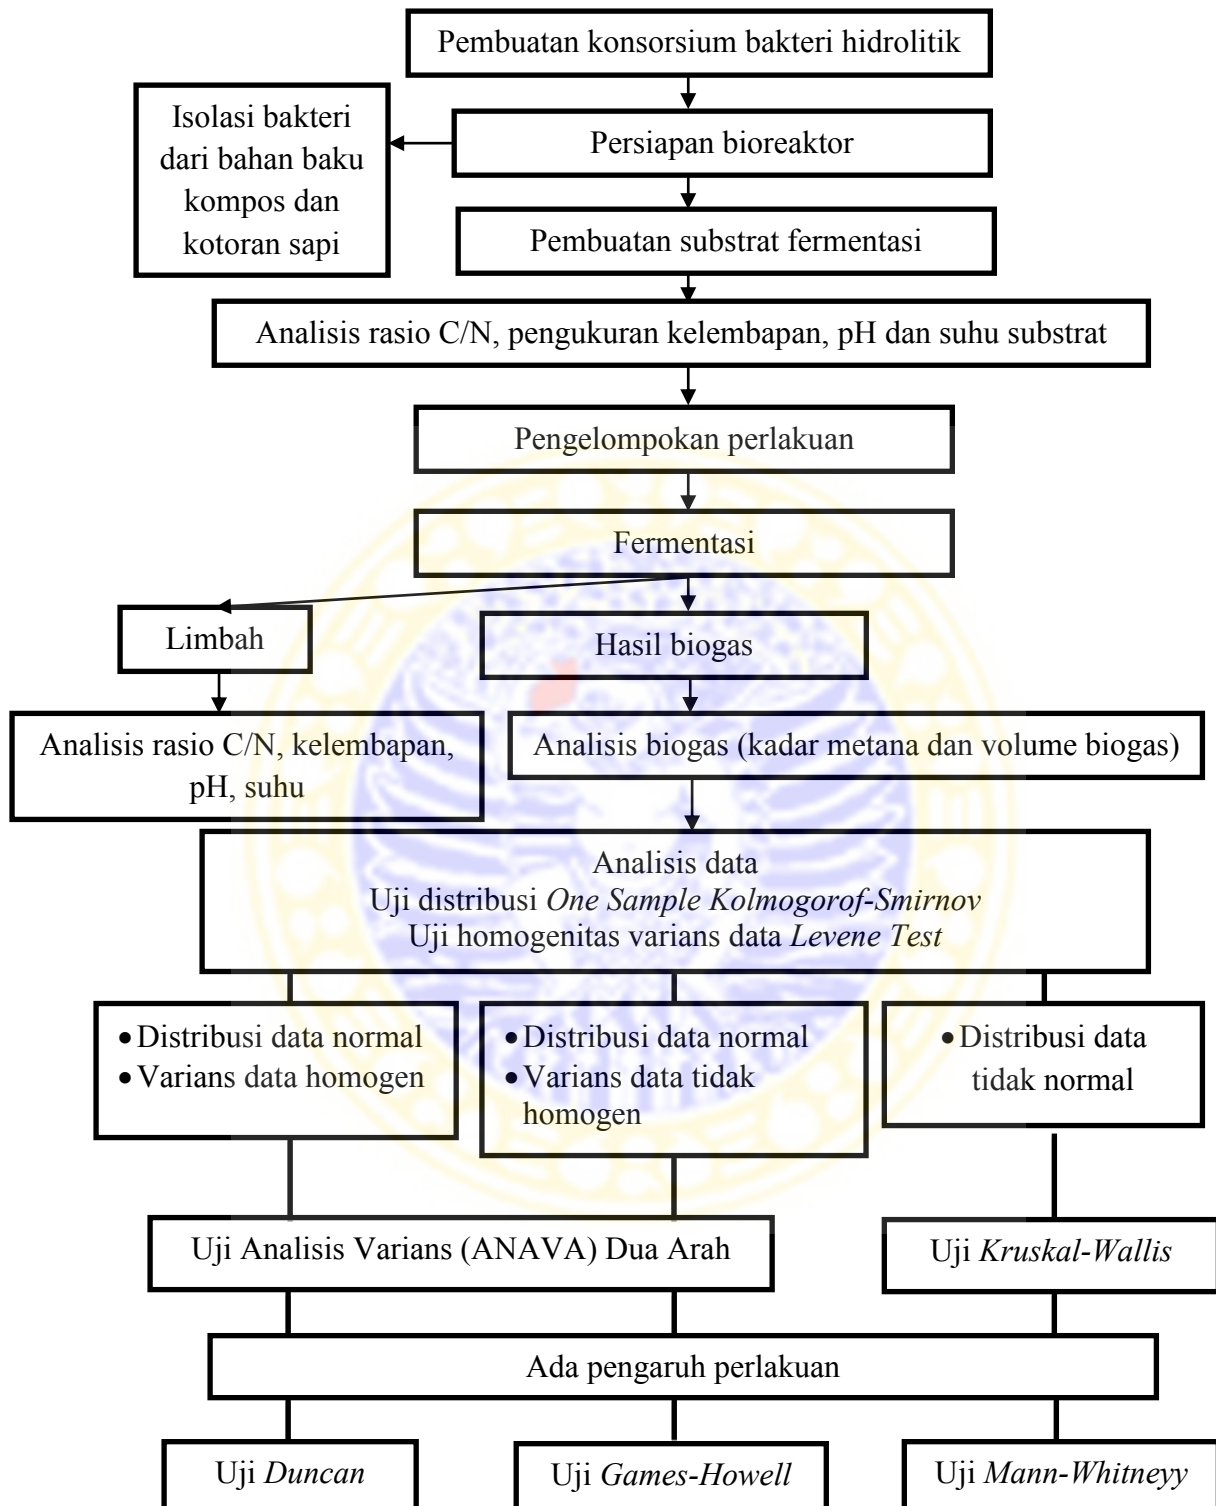 Pembuatan konsorsium bakteri hidrolitik
Isolasi bakteri
dari bahan baku
kompos dan
kotoran sapi
Persiapan bioreaktor
Pembuatan substrat fermentasi
Analisis rasio C/N, pengukuran kelembapan, pH dan suhu substrat
Pengelompokan perlakuan
Fermentasi
Limbah
Hasil biogas
Analisis rasio C/N, kelembapan,
pH, suhu
Analisis biogas (kadar metana dan volume biogas)
Analisis data
Uji distribusi One Sample Kolmogorof-Smirnov
Uji homogenitas varians data Levene Test
• Distribusi data normal
• Varians data homogen
• Distribusi data normal
• Varians data tidak
homogen
• Distribusi data
tidak normal
Uji Analisis Varians (ANAVA) Dua Arah
Uji Kruskal-Wallis
Ada pengaruh perlakuan
Uji Duncan
Uji Games-Howell
Uji Mann-Whitneyy